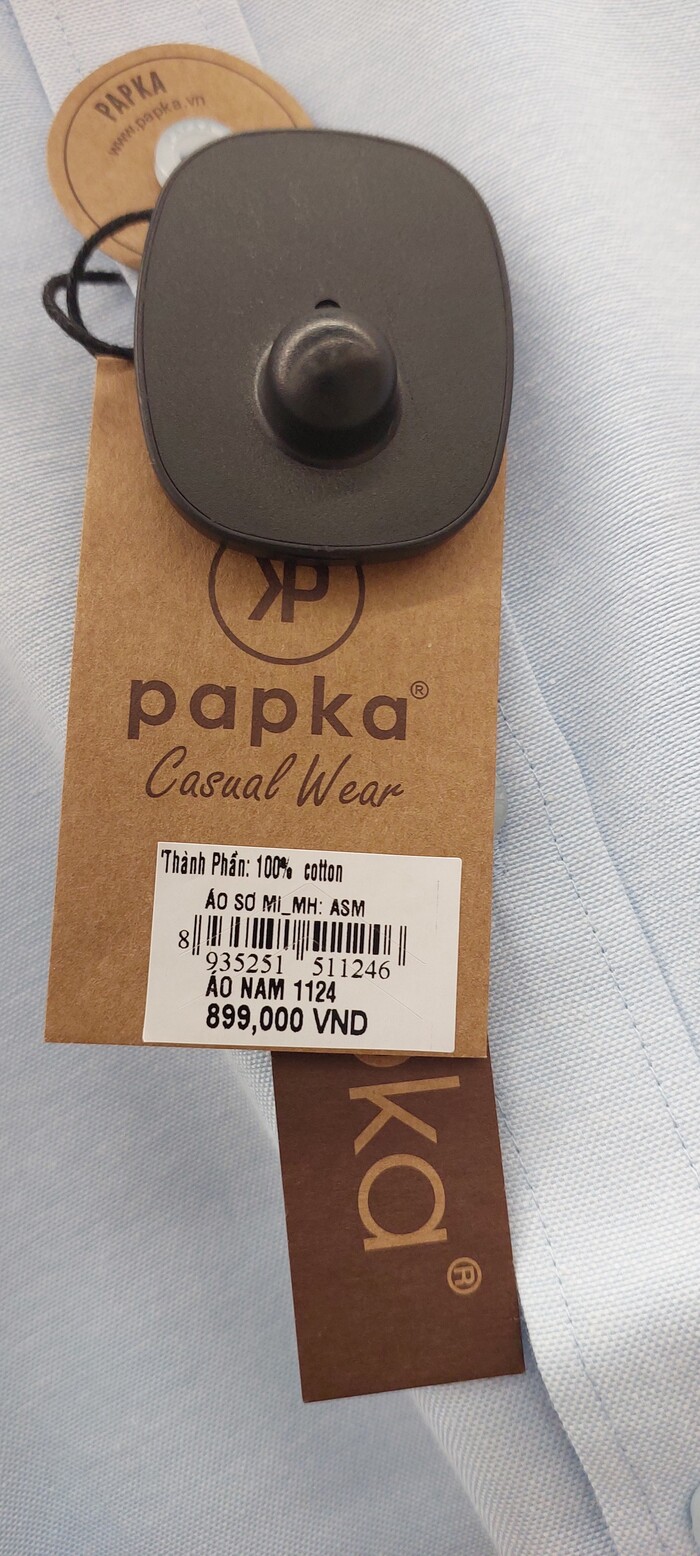 PAPKA
www.papka.vn
KP
papka®
Casual Wear
'Thành Phần: 100% cotton
ÁO SƠ MI_MH: ASM
8 935251 511246
ÁO NAM 1124
899,000 VND
ka®